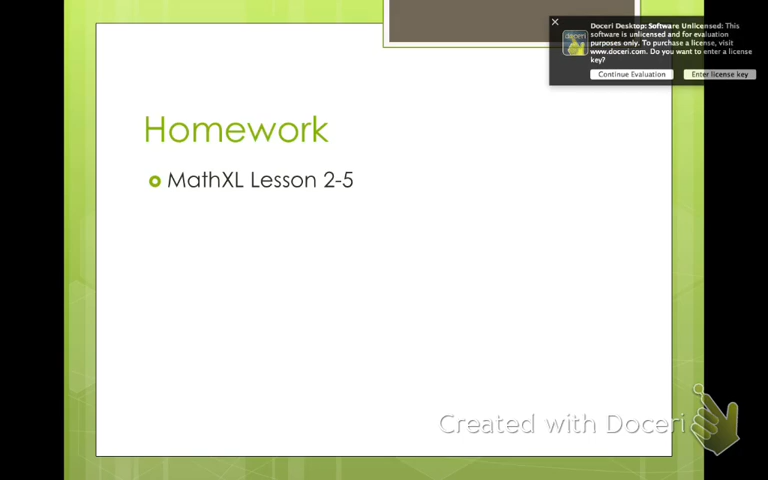 Doceri Desktop: Software Unlicensed: This
software is unlicensed and for evaluation
purposes only. To purchase a license, visit
www.doceri.com. Do you want to enter a license
key?
Continue Evaluation Enter license key
doceri
Homework
MathXL Lesson 2-5
Created with Doceri